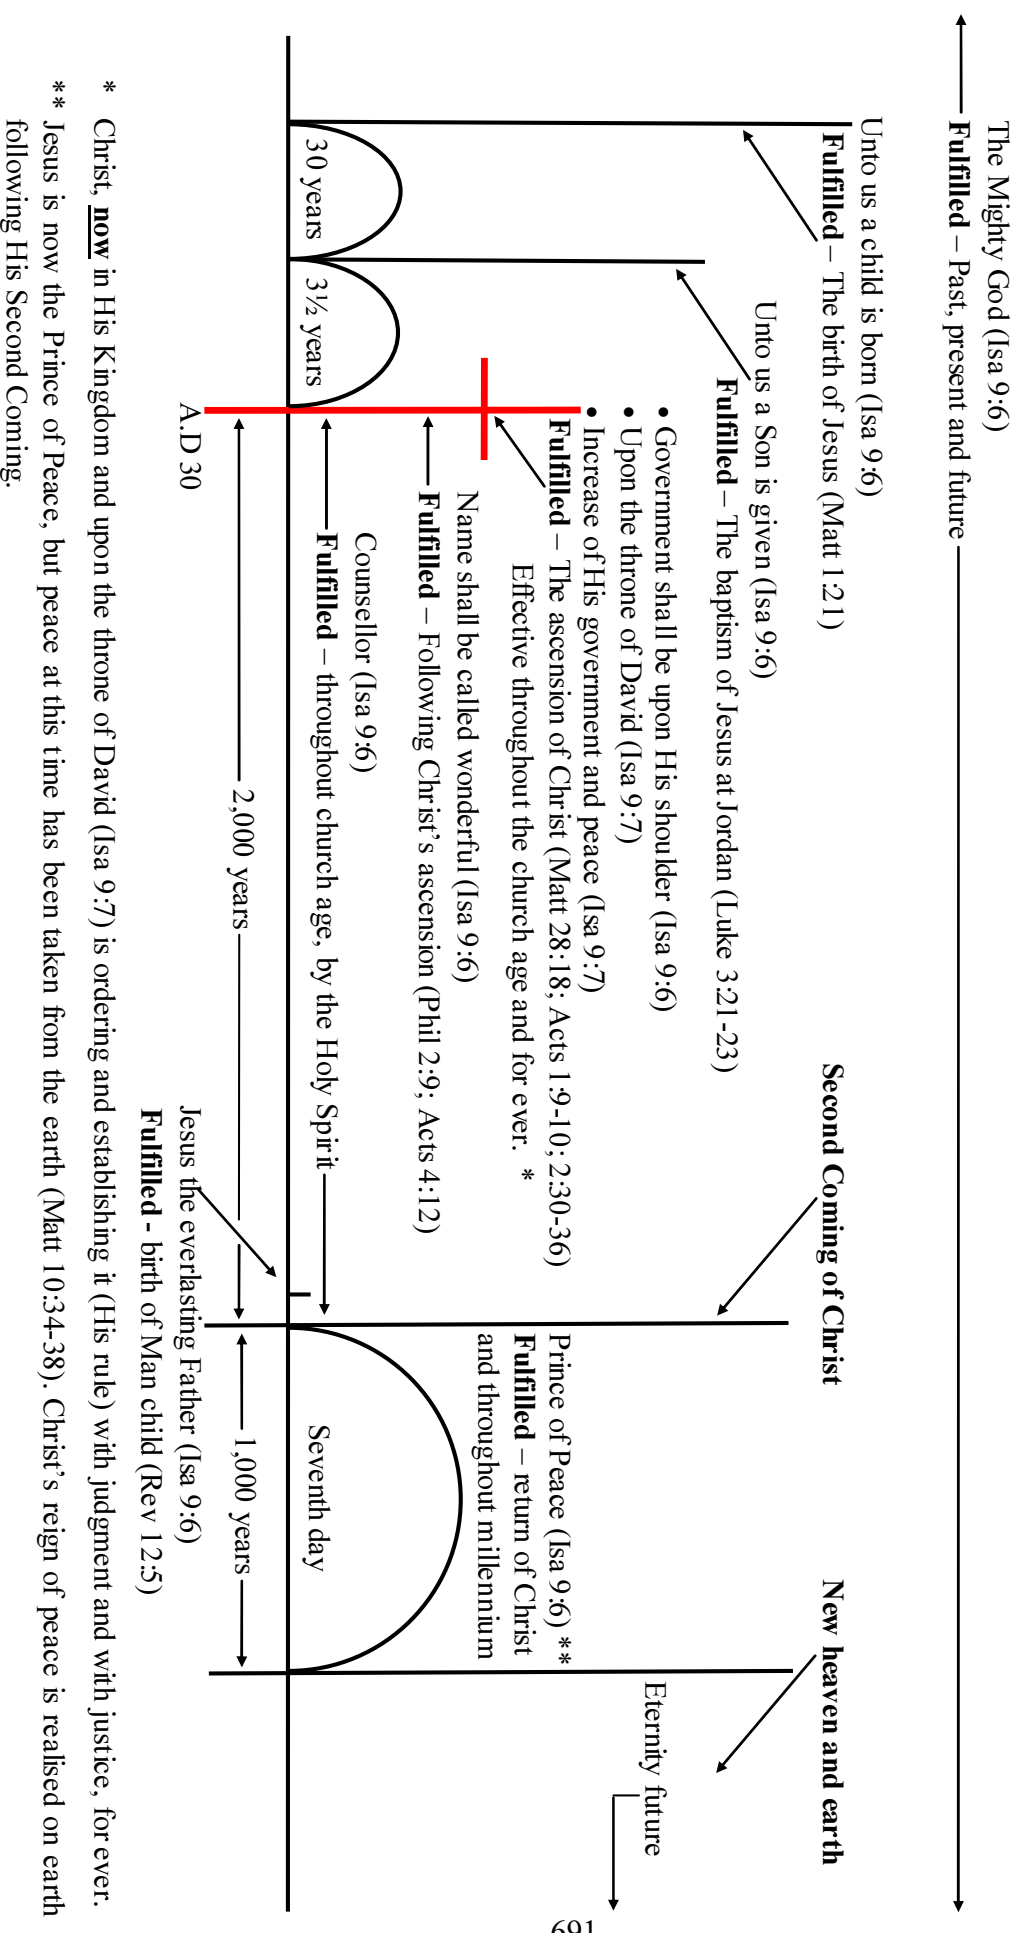 The Mighty God (Isa 9:6)
Fulfilled – Past, present and future
Unto us a child is born (Isa 9:6)
Fulfilled – The birth of Jesus (Matt 1:21)
Second Coming of Christ
New heaven and earth
Unto us a Son is given (Isa 9:6)
Fulfilled – The baptism of Jesus at Jordan (Luke 3:21-23)
• Government shall be upon His shoulder (Isa 9:6)
• Upon the throne of David (Isa 9:7)
• Increase of His government and peace (Isa 9:7)
Fulfilled – The ascension of Christ (Matt 28:18; Acts 1:9-10; 2:30-36)
Effective throughout the church age and for ever. *
Eternity future
Prince of Peace (Isa 9:6) **
Fulfilled – return of Christ
and throughout millennium
Name shall be called wonderful (Isa 9:6)
Fulfilled – Following Christ’s ascension (Phil 2:9; Acts 4:12)
Counsellor (Isa 9:6)
Fulfilled – throughout church age, by the Holy Spirit
30 years
3½ years
Seventh day
2,000 years
1,000 years
A.D 30
Jesus the everlasting Father (Isa 9:6)
Fulfilled - birth of Man child (Rev 12:5)
* Christ, now in His Kingdom and upon the throne of David (Isa 9:7) is ordering and establishing it (His rule) with judgment and with justice, for ever.
** Jesus is now the Prince of Peace, but peace at this time has been taken from the earth (Matt 10:34-38). Christ’s reign of peace is realised on earth
following His Second Coming.
691